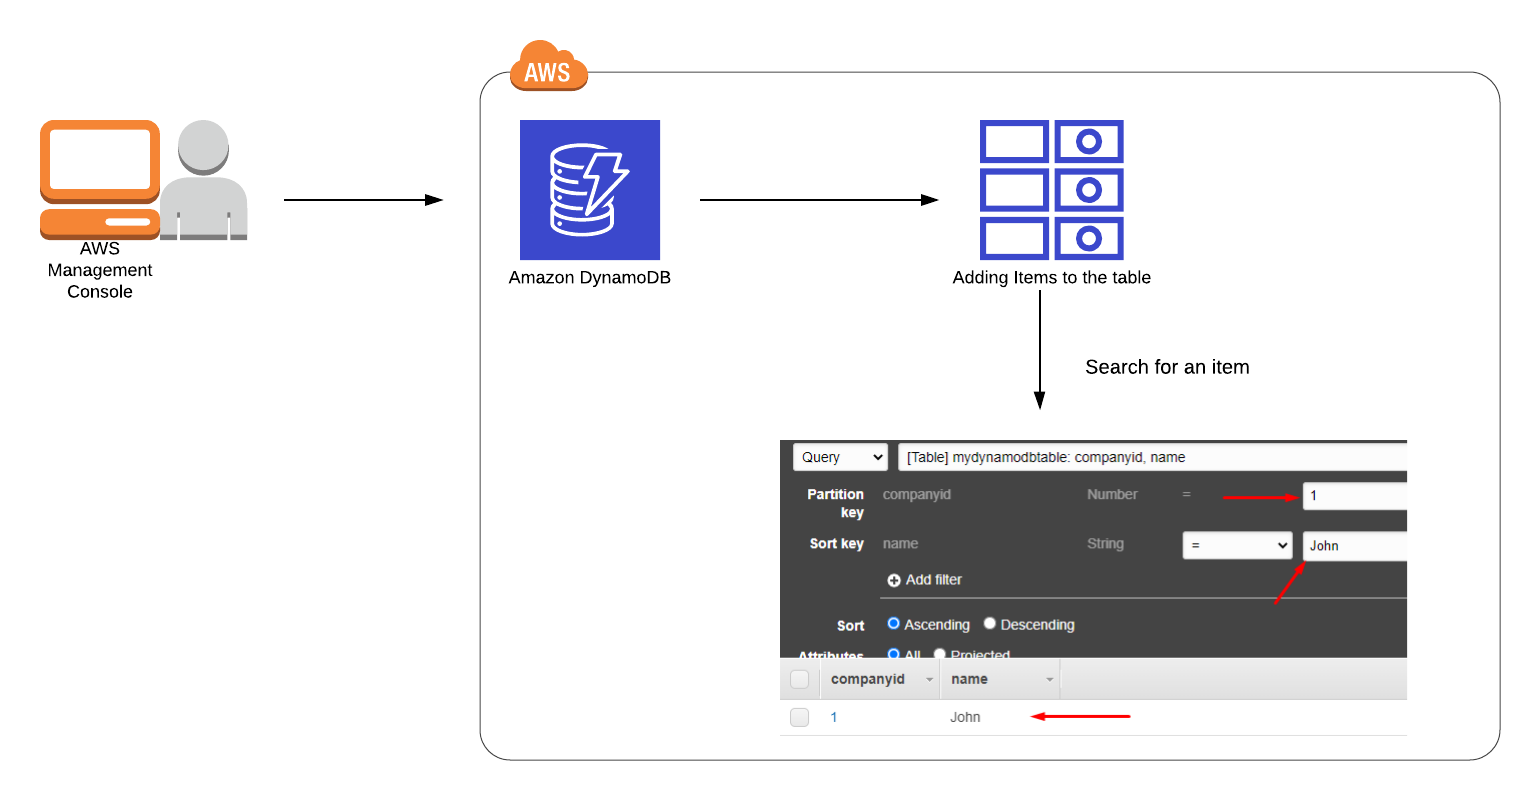 AWS
AWS
Management
Console
Amazon DynamoDB
Adding Items to the table
Search for an item
Query
[Table] mydynamodbtable: companyid, name
Partition key
companyid
Number
=
1
Sort key
name
String
=
John
Add filter
Sort
Ascending
Descending
Attributes
All
Projected
companyid
name
1
John